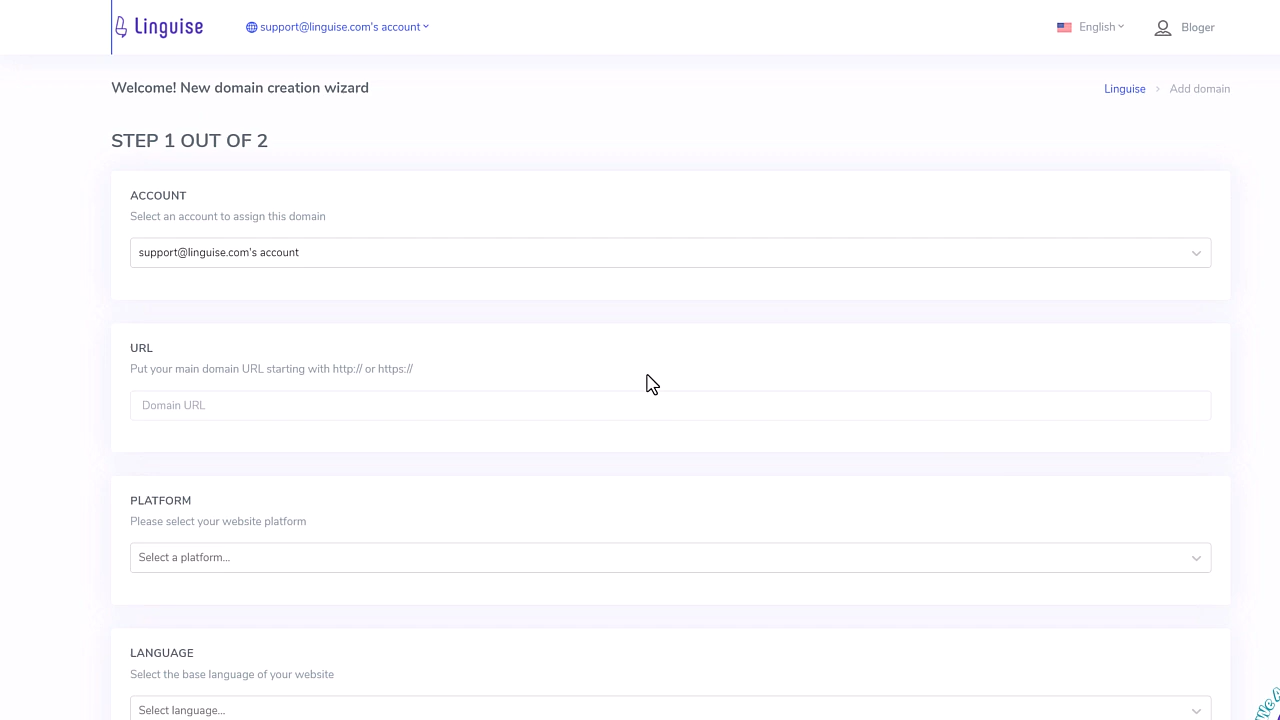 Linguise
support@linguise.com's account
English
Bloger
Welcome! New domain creation wizard
Linguise > Add domain
STEP 1 OUT OF 2
ACCOUNT
Select an account to assign this domain
support@linguise.com's account
URL
Put your main domain URL starting with http:// or https://
Domain URL
PLATFORM
Please select your website platform
Select a platform...
LANGUAGE
Select the base language of your website
Select language...